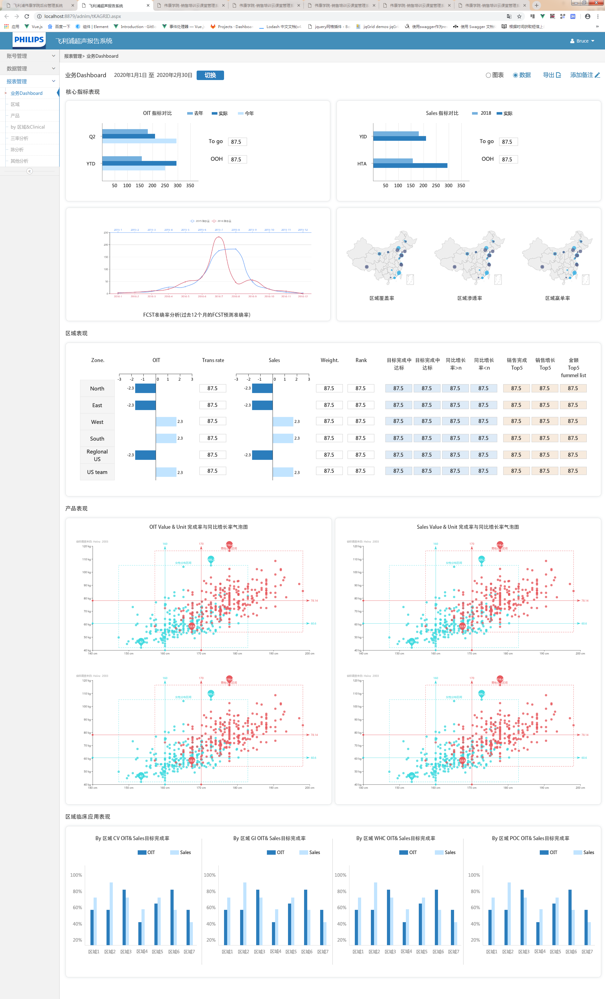 飞利浦伟康学院后台管理系统
飞利浦超声报告系统
伟康学院-销售培训云课堂管理系
伟康学院-销售培训云课堂管理系
伟康学院-销售培训云课堂管理系
伟康学院-销售培训云课堂管理系
伟康学院-销售培训云课堂管理系
localhost:8879/adnim/tKAGRID.aspx
应用 Vue.js 百度一下 组件 | Element Introduction · GitBo 事件处理器 — Vue.js Projects · Dashboar Lodash 中文文档(v4. jquery网格插件 - Bo jqGrid demos-jqGri 使用swagger作为res 使用 Swagger 文档 根据时间获取短信上 »
PHILIPS 飞利浦超声报告系统 Bruce
账号管理
数据管理
报表管理
业务Dashboard
区域
产品
by 区域&Clinical
三率分析
IB分析
其他分析
报表管理> 业务Dashboard
业务Dashboard 2020年1月1日 至 2020年2月30日 切换 图表 数据 导出 添加备注
核心指标表现
OIT 指标对比 去年 实际 今年
Q2
YTD
50 100 150 200 250 300 350
To go 87.5
OOH 87.5
Sales 指标对比 2018 实际
YID
HTA
50 100 150 200 250 300 350
To go 87.5
OOH 87.5
2015 降水量 2016 降水量
2015-1 2015-2 2015-3 2015-4 2015-5 2015-6 2015-7 2015-8 2015-9 2015-10 2015-11 2015-12
250
200
150
100
50
0
2016-1 2016-2 2016-3 2016-4 2016-5 2016-6 2016-7 2016-8 2016-9 2016-10 2016-11 2016-12
FCST准确率分析(过去12个月的FCST预测准确率)
区域覆盖率 区域渗透率 区域赢单率
区域表现
Zone. OIT Trans rate Sales Weight. Rank 目标完成中 目标完成中 同比增长 同比增长 销售完成 销售增长 金额
达标 达标 率>n 率<n Top5 Top5 Top5
fummel list
-3 -2 -1 0 1 2 3 -3 -2 -1 0 1 2 3
North -2.3 87.5 -2.3 87.5 87.5 87.5 87.5 87.5 87.5 87.5 87.5 87.5
East -2.3 87.5 -2.3 87.5 87.5 87.5 87.5 87.5 87.5 87.5 87.5 87.5
West 2.3 87.5 2.3 87.5 87.5 87.5 87.5 87.5 87.5 87.5 87.5 87.5
South 2.3 87.5 2.3 87.5 87.5 87.5 87.5 87.5 87.5 87.5 87.5 87.5
Reglonal
US -2.3 87.5 -2.3 87.5 87.5 87.5 87.5 87.5 87.5 87.5 87.5 87.5
US team 2.3 87.5 2.3 87.5 87.5 87.5 87.5 87.5 87.5 87.5 87.5 87.5
产品表现
OIT Value & Unit 完成率与同比增长率气泡图
抽样调查来自: Heinz 2003
160 170 116.4
男性分布区间
105.2
女性分布区间
120 kg
110 kg
100 kg
90 kg
80 kg
78.14
70 kg
60 kg
60.6
53.9
50 kg
42
40 kg
140 cm 150 cm 160 cm 170 cm 180 cm 190 cm 200 cm
抽样调查来自: Heinz 2003
160 170 116.4
男性分布区间
105.2
女性分布区间
120 kg
110 kg
100 kg
90 kg
80 kg
78.14
70 kg
60 kg
60.6
53.9
50 kg
42
40 kg
140 cm 150 cm 160 cm 170 cm 180 cm 190 cm 200 cm
Sales Value & Unit 完成率与同比增长率气泡图
抽样调查来自: Heinz 2003
160 170 116.4
男性分布区间
105.2
女性分布区间
120 kg
110 kg
100 kg
90 kg
80 kg
78.14
70 kg
60 kg
60.6
53.9
50 kg
42
40 kg
140 cm 150 cm 160 cm 170 cm 180 cm 190 cm 200 cm
抽样调查来自: Heinz 2003
160 170 116.4
男性分布区间
105.2
女性分布区间
120 kg
110 kg
100 kg
90 kg
80 kg
78.14
70 kg
60 kg
60.6
53.9
50 kg
42
40 kg
140 cm 150 cm 160 cm 170 cm 180 cm 190 cm 200 cm
区域临床应用表现
By 区域 CV OIT& Sales目标完成率
OIT Sales
100%
80%
60%
40%
20%
区域1 区域2 区域3 区域4 区域5 区域6 区域7
By 区域 GI OIT& Sales目标完成率
OIT Sales
100%
80%
60%
40%
20%
区域1 区域2 区域3 区域4 区域5 区域6 区域7
By 区域 WHC OIT& Sales目标完成率
OIT Sales
100%
80%
60%
40%
20%
区域1 区域2 区域3 区域4 区域5 区域6 区域7
By 区域 POC OIT& Sales目标完成率
OIT Sales
100%
80%
60%
40%
20%
区域1 区域2 区域3 区域4 区域5 区域6 区域7